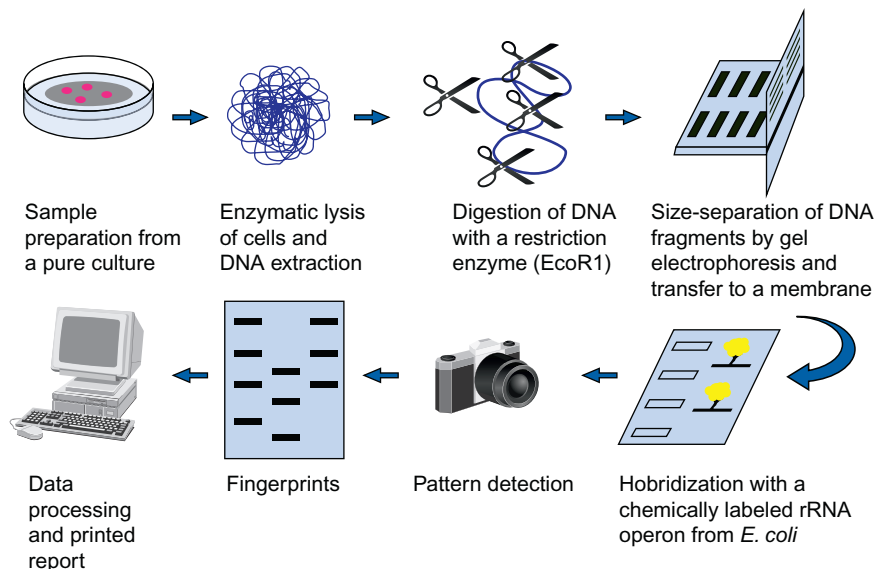 Sample
preparation from
a pure culture
Enzymatic lysis
of cells and
DNA extraction
Digestion of DNA
with a restriction
enzyme (EcoR1)
Size-separation of DNA
fragments by gel
electrophoresis and
transfer to a membrane
Hobridization with a
chemically labeled rRNA
operon from E. coli
Pattern detection
Fingerprints
Data
processing
and printed
report